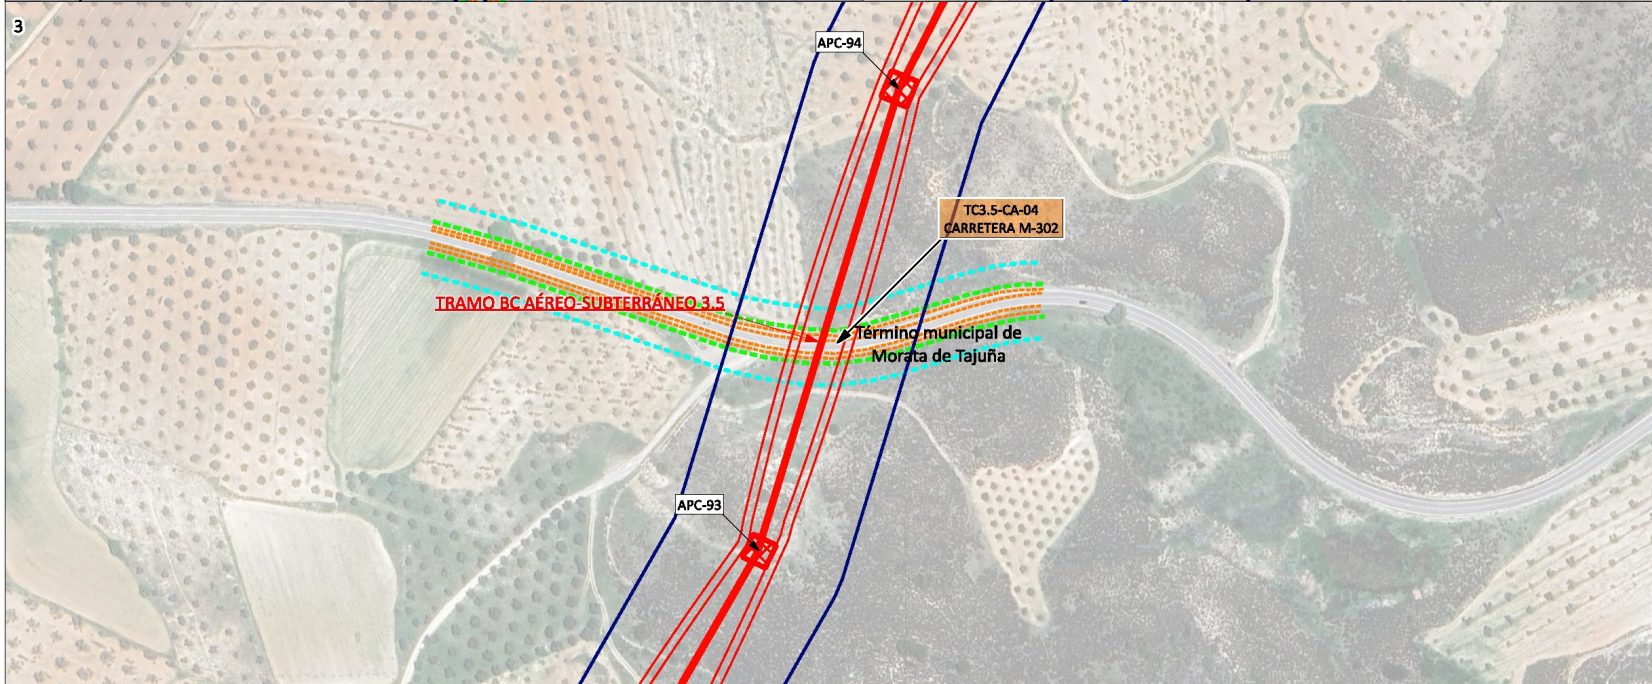 3
APC-94
TC3.5-CA-04
CARRETERA M-302
TRAMO BC AÉREO-SUBTERRÁNEO 3.5
Término municipal de
Morata de Tajuña
APC-93